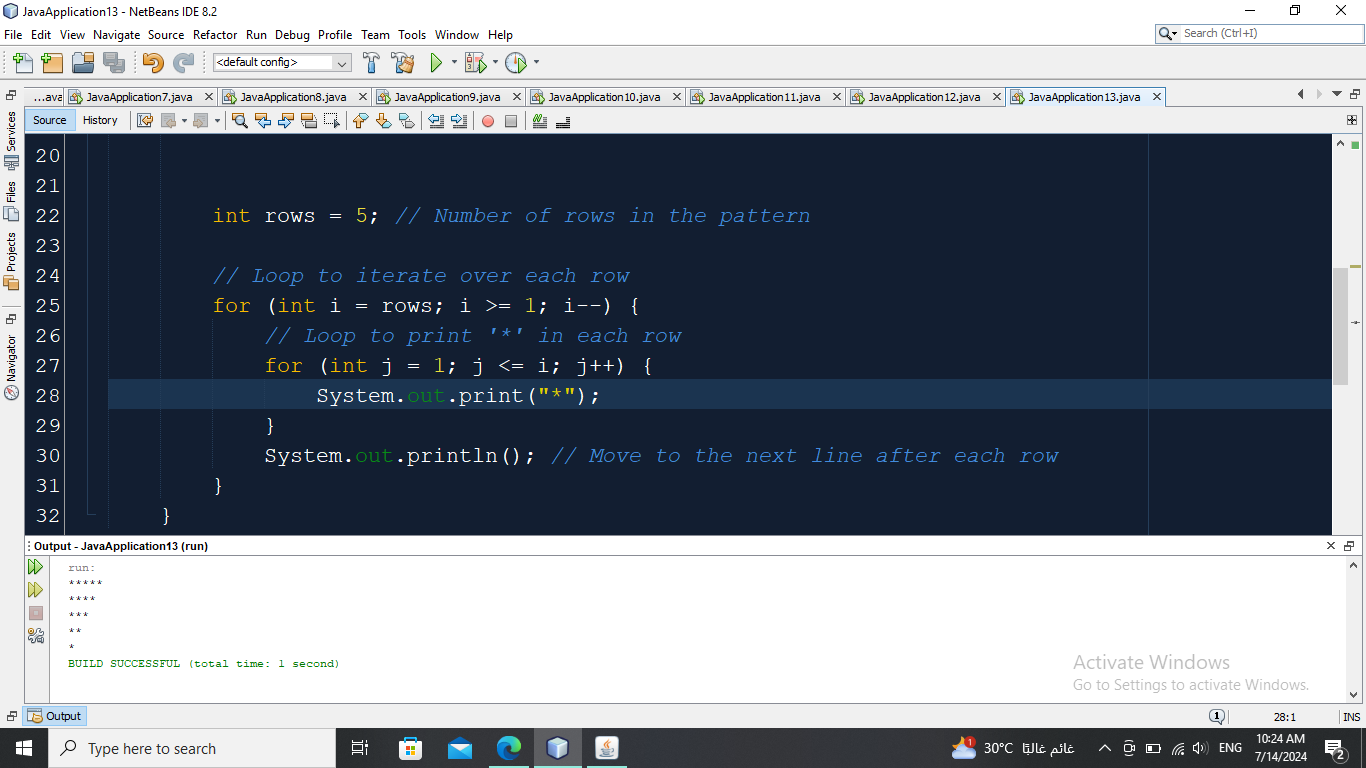 JavaApplication13 - NetBeans IDE 8.2
File Edit View Navigate Source Refactor Run Debug Profile Team Tools Window Help
Search (Ctrl+I)
<default config>
...ava JavaApplication7.java JavaApplication8.java JavaApplication9.java JavaApplication10.java JavaApplication11.java JavaApplication12.java JavaApplication13.java
Source History
Services
Files
Projects
Navigator
20
21
22 int rows = 5; // Number of rows in the pattern
23
24 // Loop to iterate over each row
25 for (int i = rows; i >= 1; i--) {
26 // Loop to print '*' in each row
27 for (int j = 1; j <= i; j++) {
28 System.out.print("*");
29 }
30 System.out.println(); // Move to the next line after each row
31 }
32 }
Output - JavaApplication13 (run)
run:
*****
****
***
**
*
BUILD SUCCESSFUL (total time: 1 second)
Activate Windows
Go to Settings to activate Windows.
Output
1 28:1 INS
Type here to search
1 30°C غائم غالبًا ENG 10:24 AM
7/14/2024
2